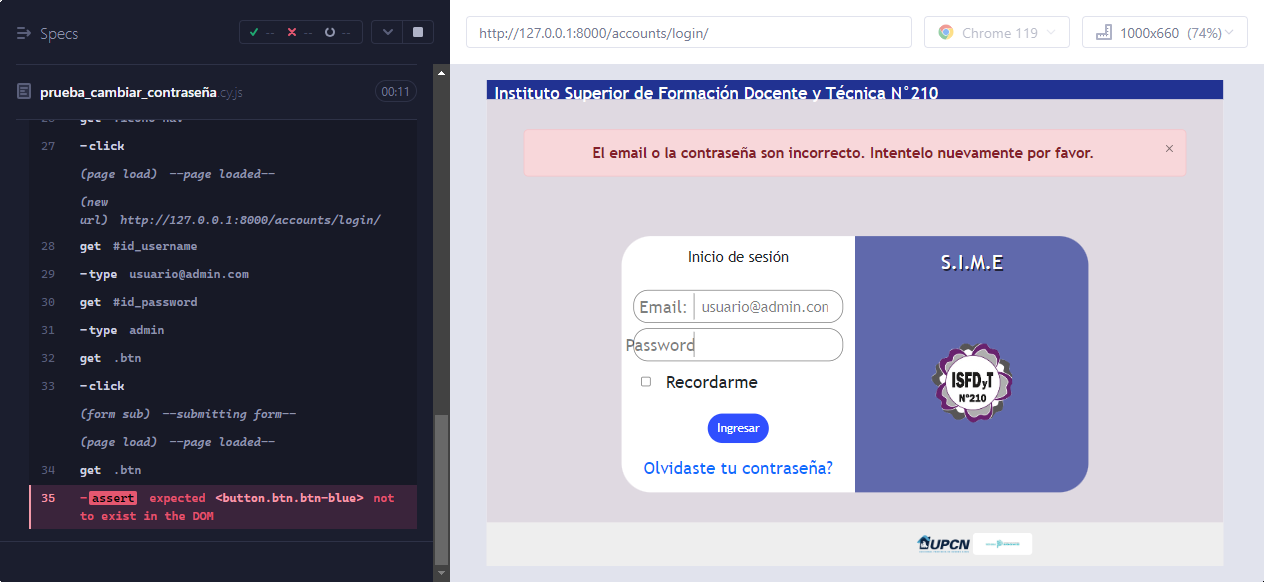 Specs
-- -- --
http://127.0.0.1:8000/accounts/login/
Chrome 119
1000x660 (74%)
prueba_cambiar_contraseña.cy.js
00:11
27 -click
(page load) --page loaded--
(new
url) http://127.0.0.1:8000/accounts/login/
28 get #id_username
29 -type usuario@admin.com
30 get #id_password
31 -type admin
32 get .btn
33 -click
(form sub) --submitting form--
(page load) --page loaded--
34 get .btn
35 -assert expected <button.btn.btn-blue> not
to exist in the DOM
Instituto Superior de Formación Docente y Técnica N°210
El email o la contraseña son incorrecto. Intentelo nuevamente por favor.
×
Inicio de sesión
Email: usuario@admin.con
Password
Recordarme
Ingresar
Olvidaste tu contraseña?
S.I.M.E
ISFDyT
N°210
UPCN